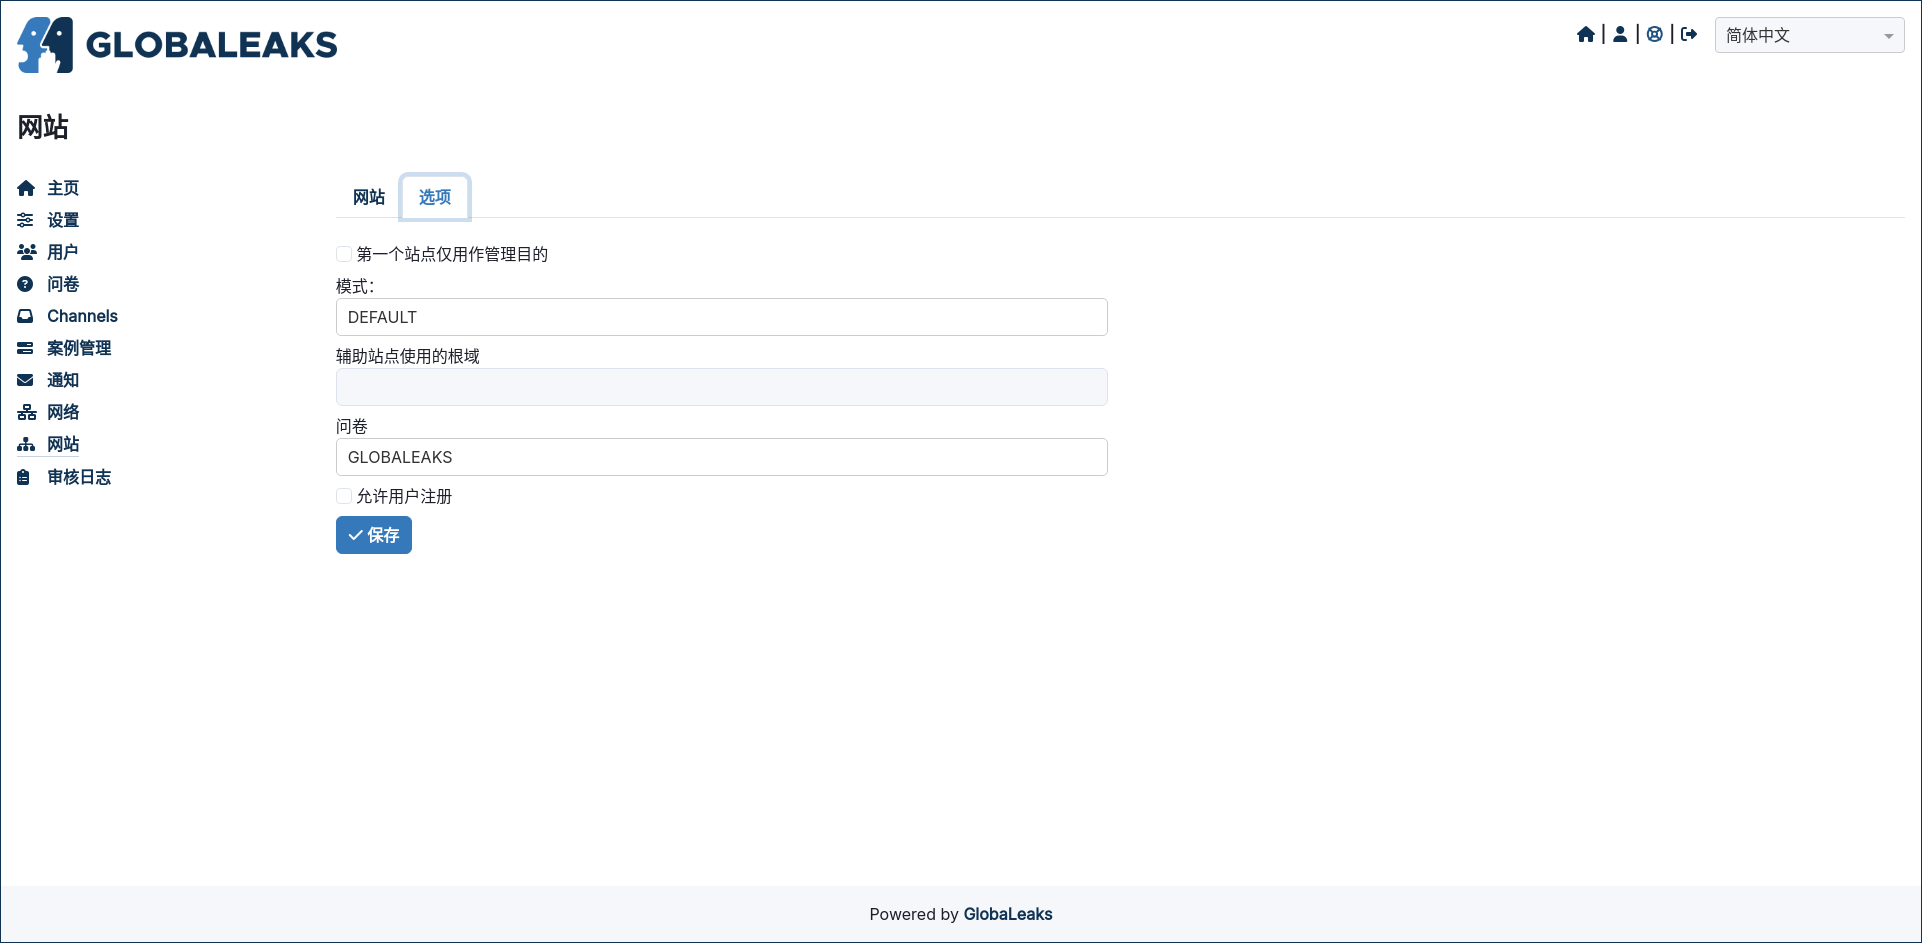 GLOBALEAKS
简体中文
网站
主页
设置
用户
问卷
Channels
案例管理
通知
网络
网站
审核日志
网站
选项
第一个站点仅用作管理目的
模式：
DEFAULT
辅助站点使用的根域
问卷
GLOBALEAKS
允许用户注册
保存
Powered by GlobaLeaks